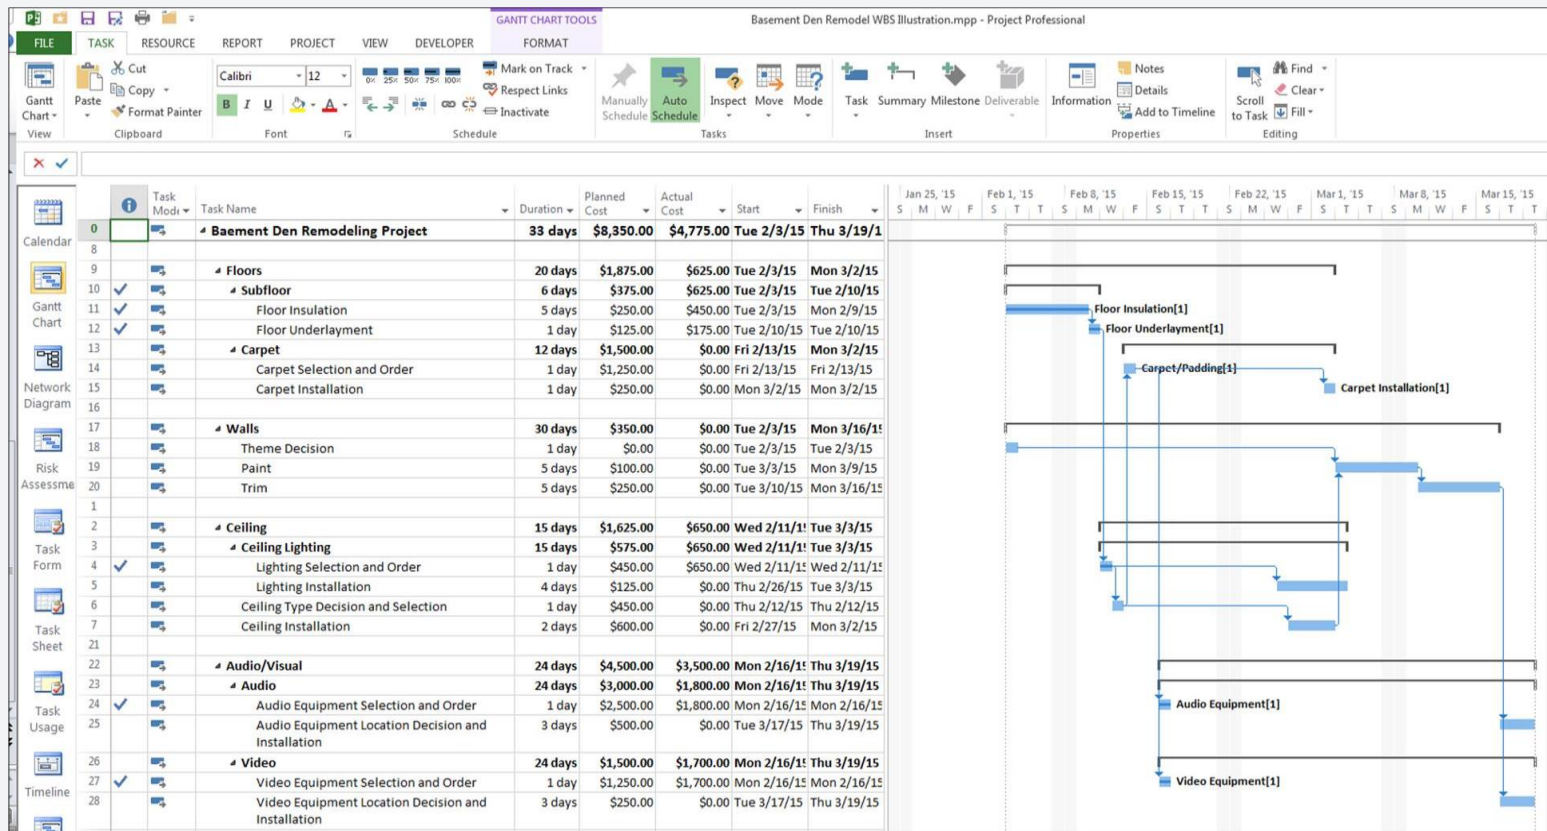 GANTT CHART TOOLS
Basement Den Remodel WBS Illustration.mpp - Project Professional
FILE TASK RESOURCE REPORT PROJECT VIEW DEVELOPER FORMAT
Gantt Chart
View
Paste
Cut
Copy
Format Painter
Clipboard
Calibri 12
B I U A
Font
0% 25% 50% 75% 100%
Mark on Track
Respect Links
Inactivate
Schedule
Manually Schedule
Auto Schedule
Inspect Move Mode
Tasks
Task Summary Milestone Deliverable
Insert
Information
Notes
Details
Add to Timeline
Properties
Scroll to Task
Find
Clear
Fill
Editing
Calendar
Gantt Chart
Network Diagram
Risk Assessme
Task Form
Task Sheet
Task Usage
Timeline
Task Mode Task Name Duration Planned Cost Actual Cost Start Finish
Jan 25, '15 Feb 1, '15 Feb 8, '15 Feb 15, '15 Feb 22, '15 Mar 1, '15 Mar 8, '15 Mar 15, '15
S M W F S T T S M W F S T T S M W F S T T S M W F S T T
0 Baement Den Remodeling Project 33 days $8,350.00 $4,775.00 Tue 2/3/15 Thu 3/19/1
8
9 Floors 20 days $1,875.00 $625.00 Tue 2/3/15 Mon 3/2/15
10 Subfloor 6 days $375.00 $625.00 Tue 2/3/15 Tue 2/10/15
11 Floor Insulation 5 days $250.00 $450.00 Tue 2/3/15 Mon 2/9/15 Floor Insulation[1]
12 Floor Underlayment 1 day $125.00 $175.00 Tue 2/10/15 Tue 2/10/15 Floor Underlayment[1]
13 Carpet 12 days $1,500.00 $0.00 Fri 2/13/15 Mon 3/2/15
14 Carpet Selection and Order 1 day $1,250.00 $0.00 Fri 2/13/15 Fri 2/13/15 Carpet/Padding[1]
15 Carpet Installation 1 day $250.00 $0.00 Mon 3/2/15 Mon 3/2/15 Carpet Installation[1]
16
17 Walls 30 days $350.00 $0.00 Tue 2/3/15 Mon 3/16/15
18 Theme Decision 1 day $0.00 $0.00 Tue 2/3/15 Tue 2/3/15
19 Paint 5 days $100.00 $0.00 Tue 3/3/15 Mon 3/9/15
20 Trim 5 days $250.00 $0.00 Tue 3/10/15 Mon 3/16/15
1
2 Ceiling 15 days $1,625.00 $650.00 Wed 2/11/15 Tue 3/3/15
3 Ceiling Lighting 15 days $575.00 $650.00 Wed 2/11/15 Tue 3/3/15
4 Lighting Selection and Order 1 day $450.00 $650.00 Wed 2/11/15 Wed 2/11/15
5 Lighting Installation 4 days $125.00 $0.00 Thu 2/26/15 Tue 3/3/15
6 Ceiling Type Decision and Selection 1 day $450.00 $0.00 Thu 2/12/15 Thu 2/12/15
7 Ceiling Installation 2 days $600.00 $0.00 Fri 2/27/15 Mon 3/2/15
21
22 Audio/Visual 24 days $4,500.00 $3,500.00 Mon 2/16/15 Thu 3/19/15
23 Audio 24 days $3,000.00 $1,800.00 Mon 2/16/15 Thu 3/19/15
24 Audio Equipment Selection and Order 1 day $2,500.00 $1,800.00 Mon 2/16/15 Mon 2/16/15 Audio Equipment[1]
25 Audio Equipment Location Decision and 3 days $500.00 $0.00 Tue 3/17/15 Thu 3/19/15
Installation
26 Video 24 days $1,500.00 $1,700.00 Mon 2/16/15 Thu 3/19/15
27 Video Equipment Selection and Order 1 day $1,250.00 $1,700.00 Mon 2/16/15 Mon 2/16/15 Video Equipment[1]
28 Video Equipment Location Decision and 3 days $250.00 $0.00 Tue 3/17/15 Thu 3/19/15
Installation